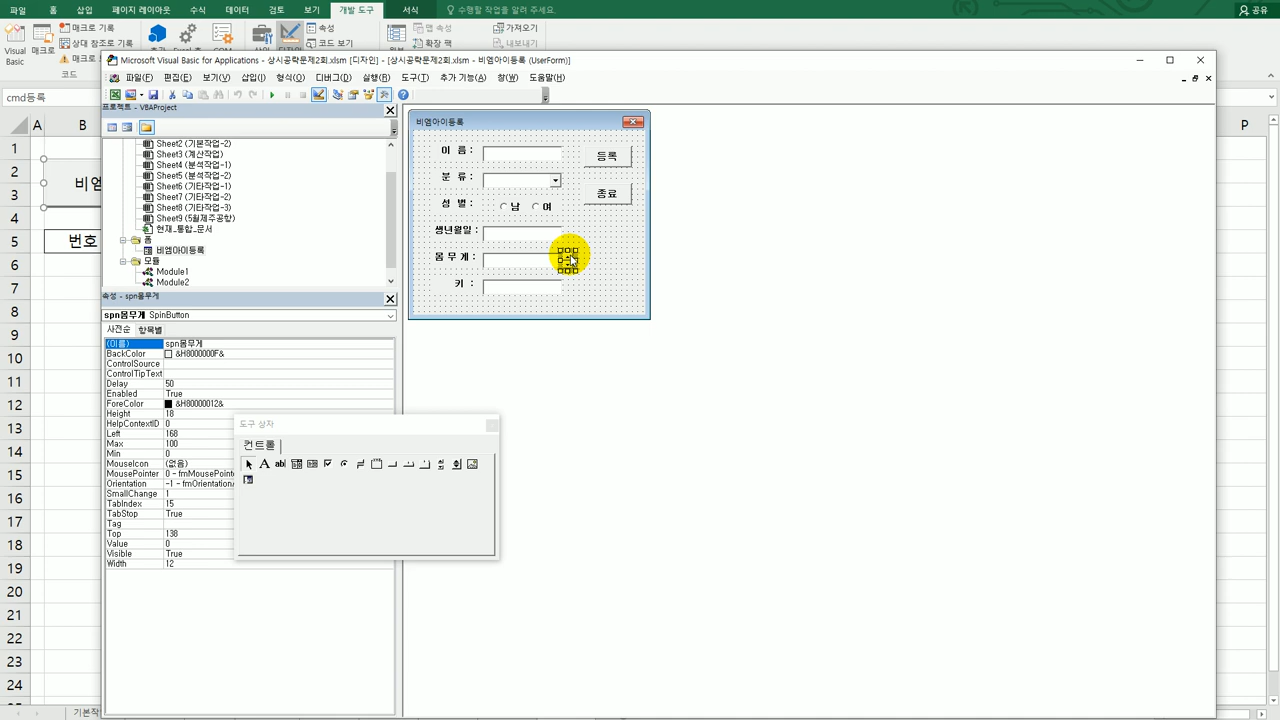 파일 홈 삽입 페이지 레이아웃 수식 데이터 검토 보기 개발 도구 서식 수행할 작업을 알려 주세요. 공유
Visual Basic 매크로 매크로 기록 상대 참조로 기록 속성 코드 보기 맵 속성 확장 팩 가져오기 내보내기
코드
Microsoft Visual Basic for Applications - 상시공략문제2회.xlsm [디자인] - [상시공략문제2회.xlsm - 비엠아이등록 (UserForm)]
파일(F) 편집(E) 보기(V) 삽입(I) 형식(O) 디버그(D) 실행(R) 도구(T) 추가 기능(A) 창(W) 도움말(H)
cmd등록
프로젝트 - VBAProject
Sheet2 (기본작업-2)
Sheet3 (계산작업)
Sheet4 (분석작업-1)
Sheet5 (분석작업-2)
Sheet6 (기타작업-1)
Sheet7 (기타작업-2)
Sheet8 (기타작업-3)
Sheet9 (5월제주공항)
현재_통합_문서
폼
비엠아이등록
모듈
Module1
Module2
속성 - spn몸무게
spn몸무게 SpinButton
사전순 항목별
(이름) spn몸무게
BackColor &H8000000F&
ControlSource
ControlTipText
Delay 50
Enabled True
ForeColor &H80000012&
Height 18
HelpContextID 0
Left 168
Max 100
Min 0
MouseIcon (없음)
MousePointer 0 - fmMousePointe
Orientation -1 - fmOrientationA
SmallChange 1
TabIndex 15
TabStop True
Tag
Top 138
Value 0
Visible True
Width 12
도구 상자
컨트롤
비엠아이등록
이 름 :
등록
분 류 :
종료
성 별 : 남 여
생년월일 :
몸 무 게 :
키 :
A B P
1
2
3
4
5
6
7
8
9
10
11
12
13
14
15
16
17
18
19
20
21
22
23
24
비엠
번호
기본작